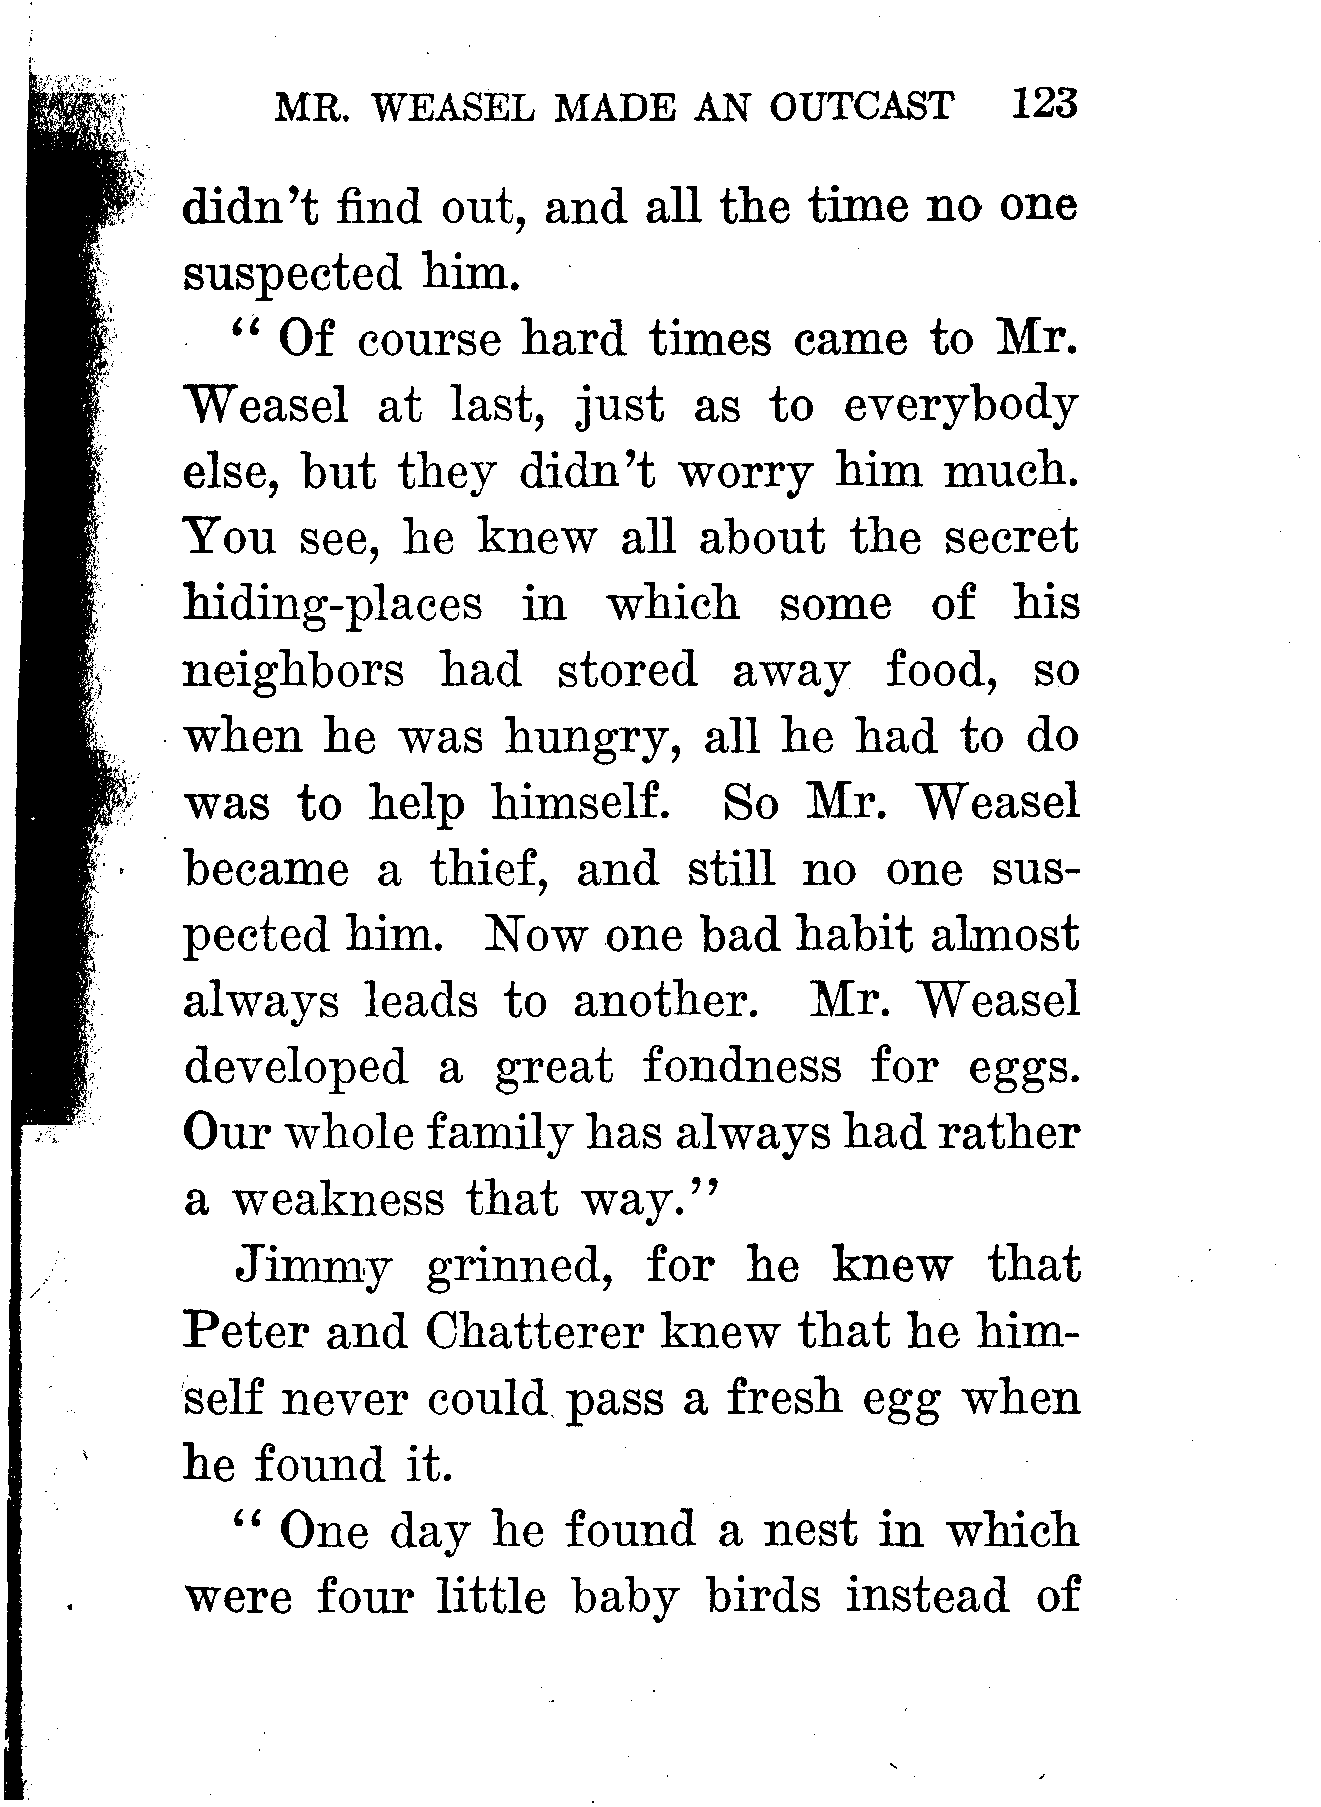 MR. WEASEL MADE AN OUTCAST 123
didn't find out, and all the time no one
suspected him.
" Of course hard times came to Mr.
Weasel at last, just as to everybody
else, but they didn't worry him much.
You see, he knew all about the secret
hiding-places in which some of his
neighbors had stored away food, so
when he was hungry, all he had to do
was to help himself. So Mr. Weasel
became a thief, and still no one sus-
pected him. Now one bad habit almost
always leads to another. Mr. Weasel
developed a great fondness for eggs.
Our whole family has always had rather
a weakness that way."
Jimmy grinned, for he knew that
Peter and Chatterer knew that he him-
self never could pass a fresh egg when
he found it.
" One day he found a nest in which
were four little baby birds instead of